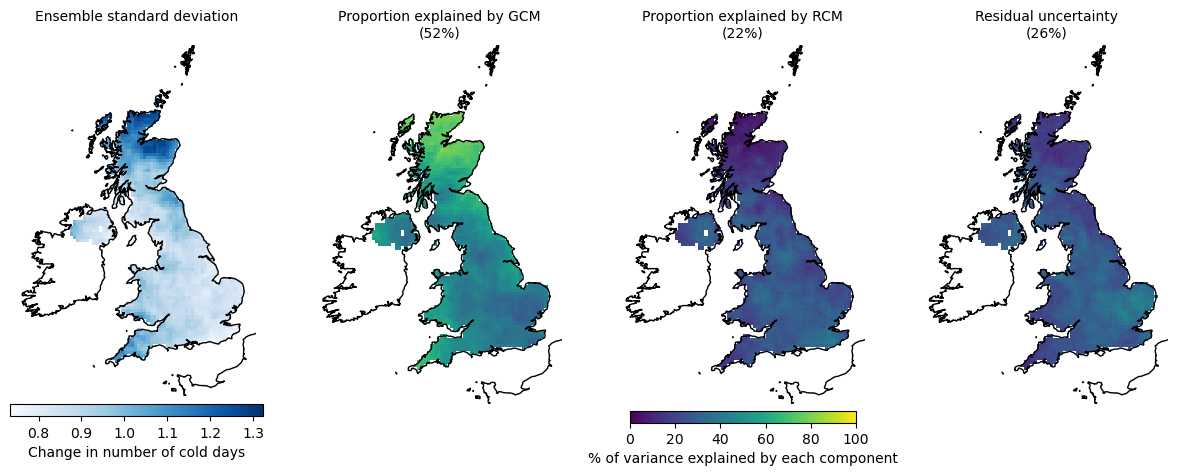 Ensemble standard deviation
Proportion explained by GCM
(52%)
Proportion explained by RCM
(22%)
Residual uncertainty
(26%)
0.8 0.9 1.0 1.1 1.2 1.3
Change in number of cold days
0 20 40 60 80 100
% of variance explained by each component